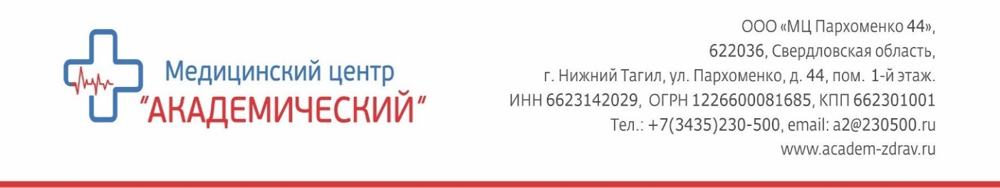 Медицинский центр
"АКАДЕМИЧЕСКИЙ"
ООО «МЦ Пархоменко 44»,
622036, Свердловская область,
г. Нижний Тагил, ул. Пархоменко, д. 44, пом. 1-й этаж.
ИНН 6623142029, ОГРН 1226600081685, КПП 662301001
Тел.: +7(3435)230-500, email: a2@230500.ru
www.academ-zdrav.ru